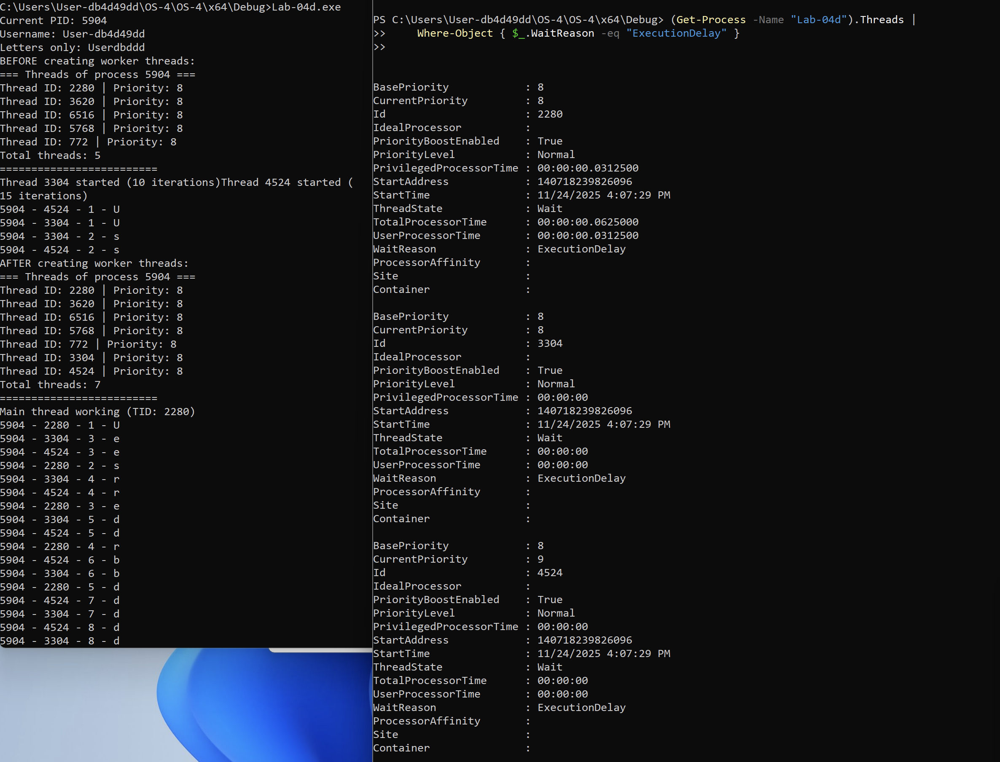 C:\Users\User-db4d49dd\OS-4\OS-4\x64\Debug>Lab-04d.exe
Current PID: 5904
Username: User-db4d49dd
Letters only: Userdbddd
BEFORE creating worker threads:
=== Threads of process 5904 ===
Thread ID: 2280 | Priority: 8
Thread ID: 3620 | Priority: 8
Thread ID: 6516 | Priority: 8
Thread ID: 5768 | Priority: 8
Thread ID: 772 | Priority: 8
Total threads: 5
=========================
Thread 3304 started (10 iterations)Thread 4524 started (
15 iterations)
5904 - 4524 - 1 - U
5904 - 3304 - 1 - U
5904 - 3304 - 2 - s
5904 - 4524 - 2 - s
AFTER creating worker threads:
=== Threads of process 5904 ===
Thread ID: 2280 | Priority: 8
Thread ID: 3620 | Priority: 8
Thread ID: 6516 | Priority: 8
Thread ID: 5768 | Priority: 8
Thread ID: 772 | Priority: 8
Thread ID: 3304 | Priority: 8
Thread ID: 4524 | Priority: 8
Total threads: 7
=========================
Main thread working (TID: 2280)
5904 - 2280 - 1 - U
5904 - 3304 - 3 - e
5904 - 4524 - 3 - e
5904 - 2280 - 2 - s
5904 - 3304 - 4 - r
5904 - 4524 - 4 - r
5904 - 2280 - 3 - e
5904 - 3304 - 5 - d
5904 - 4524 - 5 - d
5904 - 2280 - 4 - r
5904 - 4524 - 6 - b
5904 - 3304 - 6 - b
5904 - 2280 - 5 - d
5904 - 4524 - 7 - d
5904 - 3304 - 7 - d
5904 - 4524 - 8 - d
5904 - 3304 - 8 - d
PS C:\Users\User-db4d49dd\OS-4\OS-4\x64\Debug> (Get-Process -Name "Lab-04d").Threads |
>>     Where-Object { $_.WaitReason -eq "ExecutionDelay" }
>>
BasePriority            : 8
CurrentPriority         : 8
Id                      : 2280
IdealProcessor          :
PriorityBoostEnabled    : True
PriorityLevel           : Normal
PrivilegedProcessorTime : 00:00:00.0312500
StartAddress            : 140718239826096
StartTime               : 11/24/2025 4:07:29 PM
ThreadState             : Wait
TotalProcessorTime      : 00:00:00.0625000
UserProcessorTime       : 00:00:00.0312500
WaitReason              : ExecutionDelay
ProcessorAffinity       :
Site                    :
Container               :
BasePriority            : 8
CurrentPriority         : 8
Id                      : 3304
IdealProcessor          :
PriorityBoostEnabled    : True
PriorityLevel           : Normal
PrivilegedProcessorTime : 00:00:00
StartAddress            : 140718239826096
StartTime               : 11/24/2025 4:07:29 PM
ThreadState             : Wait
TotalProcessorTime      : 00:00:00
UserProcessorTime       : 00:00:00
WaitReason              : ExecutionDelay
ProcessorAffinity       :
Site                    :
Container               :
BasePriority            : 8
CurrentPriority         : 9
Id                      : 4524
IdealProcessor          :
PriorityBoostEnabled    : True
PriorityLevel           : Normal
PrivilegedProcessorTime : 00:00:00
StartAddress            : 140718239826096
StartTime               : 11/24/2025 4:07:29 PM
ThreadState             : Wait
TotalProcessorTime      : 00:00:00
UserProcessorTime       : 00:00:00
WaitReason              : ExecutionDelay
ProcessorAffinity       :
Site                    :
Container               :